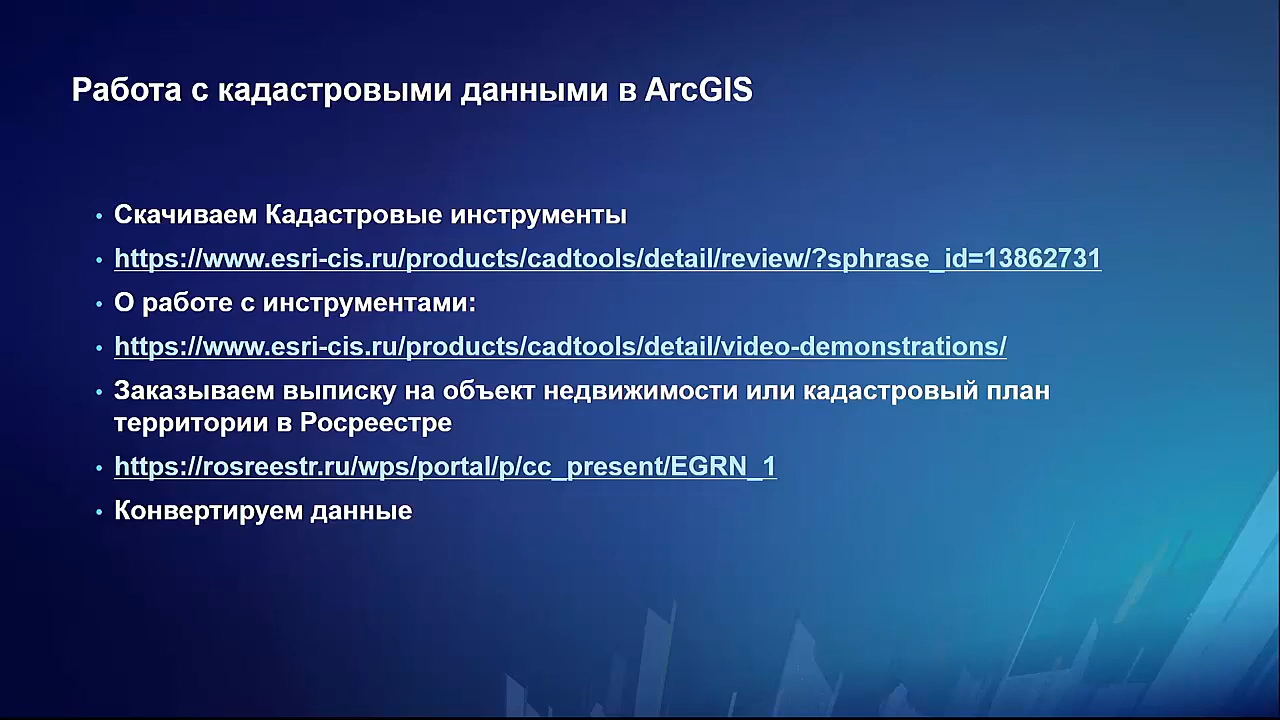 Работа с кадастровыми данными в ArcGIS
• Скачиваем Кадастровые инструменты
• https://www.esri-cis.ru/products/cadtools/detail/review/?sphrase_id=13862731
• О работе с инструментами:
• https://www.esri-cis.ru/products/cadtools/detail/video-demonstrations/
• Заказываем выписку на объект недвижимости или кадастровый план
территории в Росреестре
• https://rosreestr.ru/wps/portal/p/cc_present/EGRN_1
• Конвертируем данные